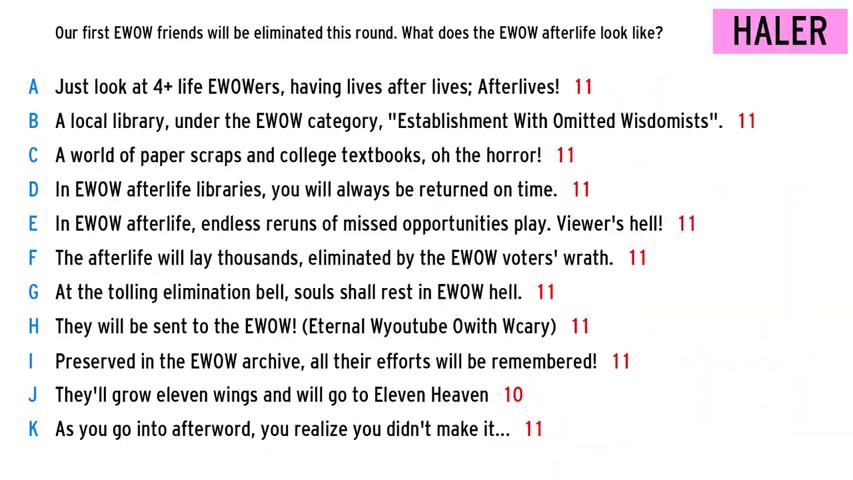 Our first EWOW friends will be eliminated this round. What does the EWOW afterlife look like?
HALER
A Just look at 4+ life EWOWers, having lives after lives; Afterlives! 11
B A local library, under the EWOW category, "Establishment With Omitted Wisdomists". 11
C A world of paper scraps and college textbooks, oh the horror! 11
D In EWOW afterlife libraries, you will always be returned on time. 11
E In EWOW afterlife, endless reruns of missed opportunities play. Viewer's hell! 11
F The afterlife will lay thousands, eliminated by the EWOW voters' wrath. 11
G At the tolling elimination bell, souls shall rest in EWOW hell. 11
H They will be sent to the EWOW! (Eternal Wyoutube Owith Wcary) 11
I Preserved in the EWOW archive, all their efforts will be remembered! 11
J They'll grow eleven wings and will go to Eleven Heaven 10
K As you go into afterword, you realize you didn't make it... 11